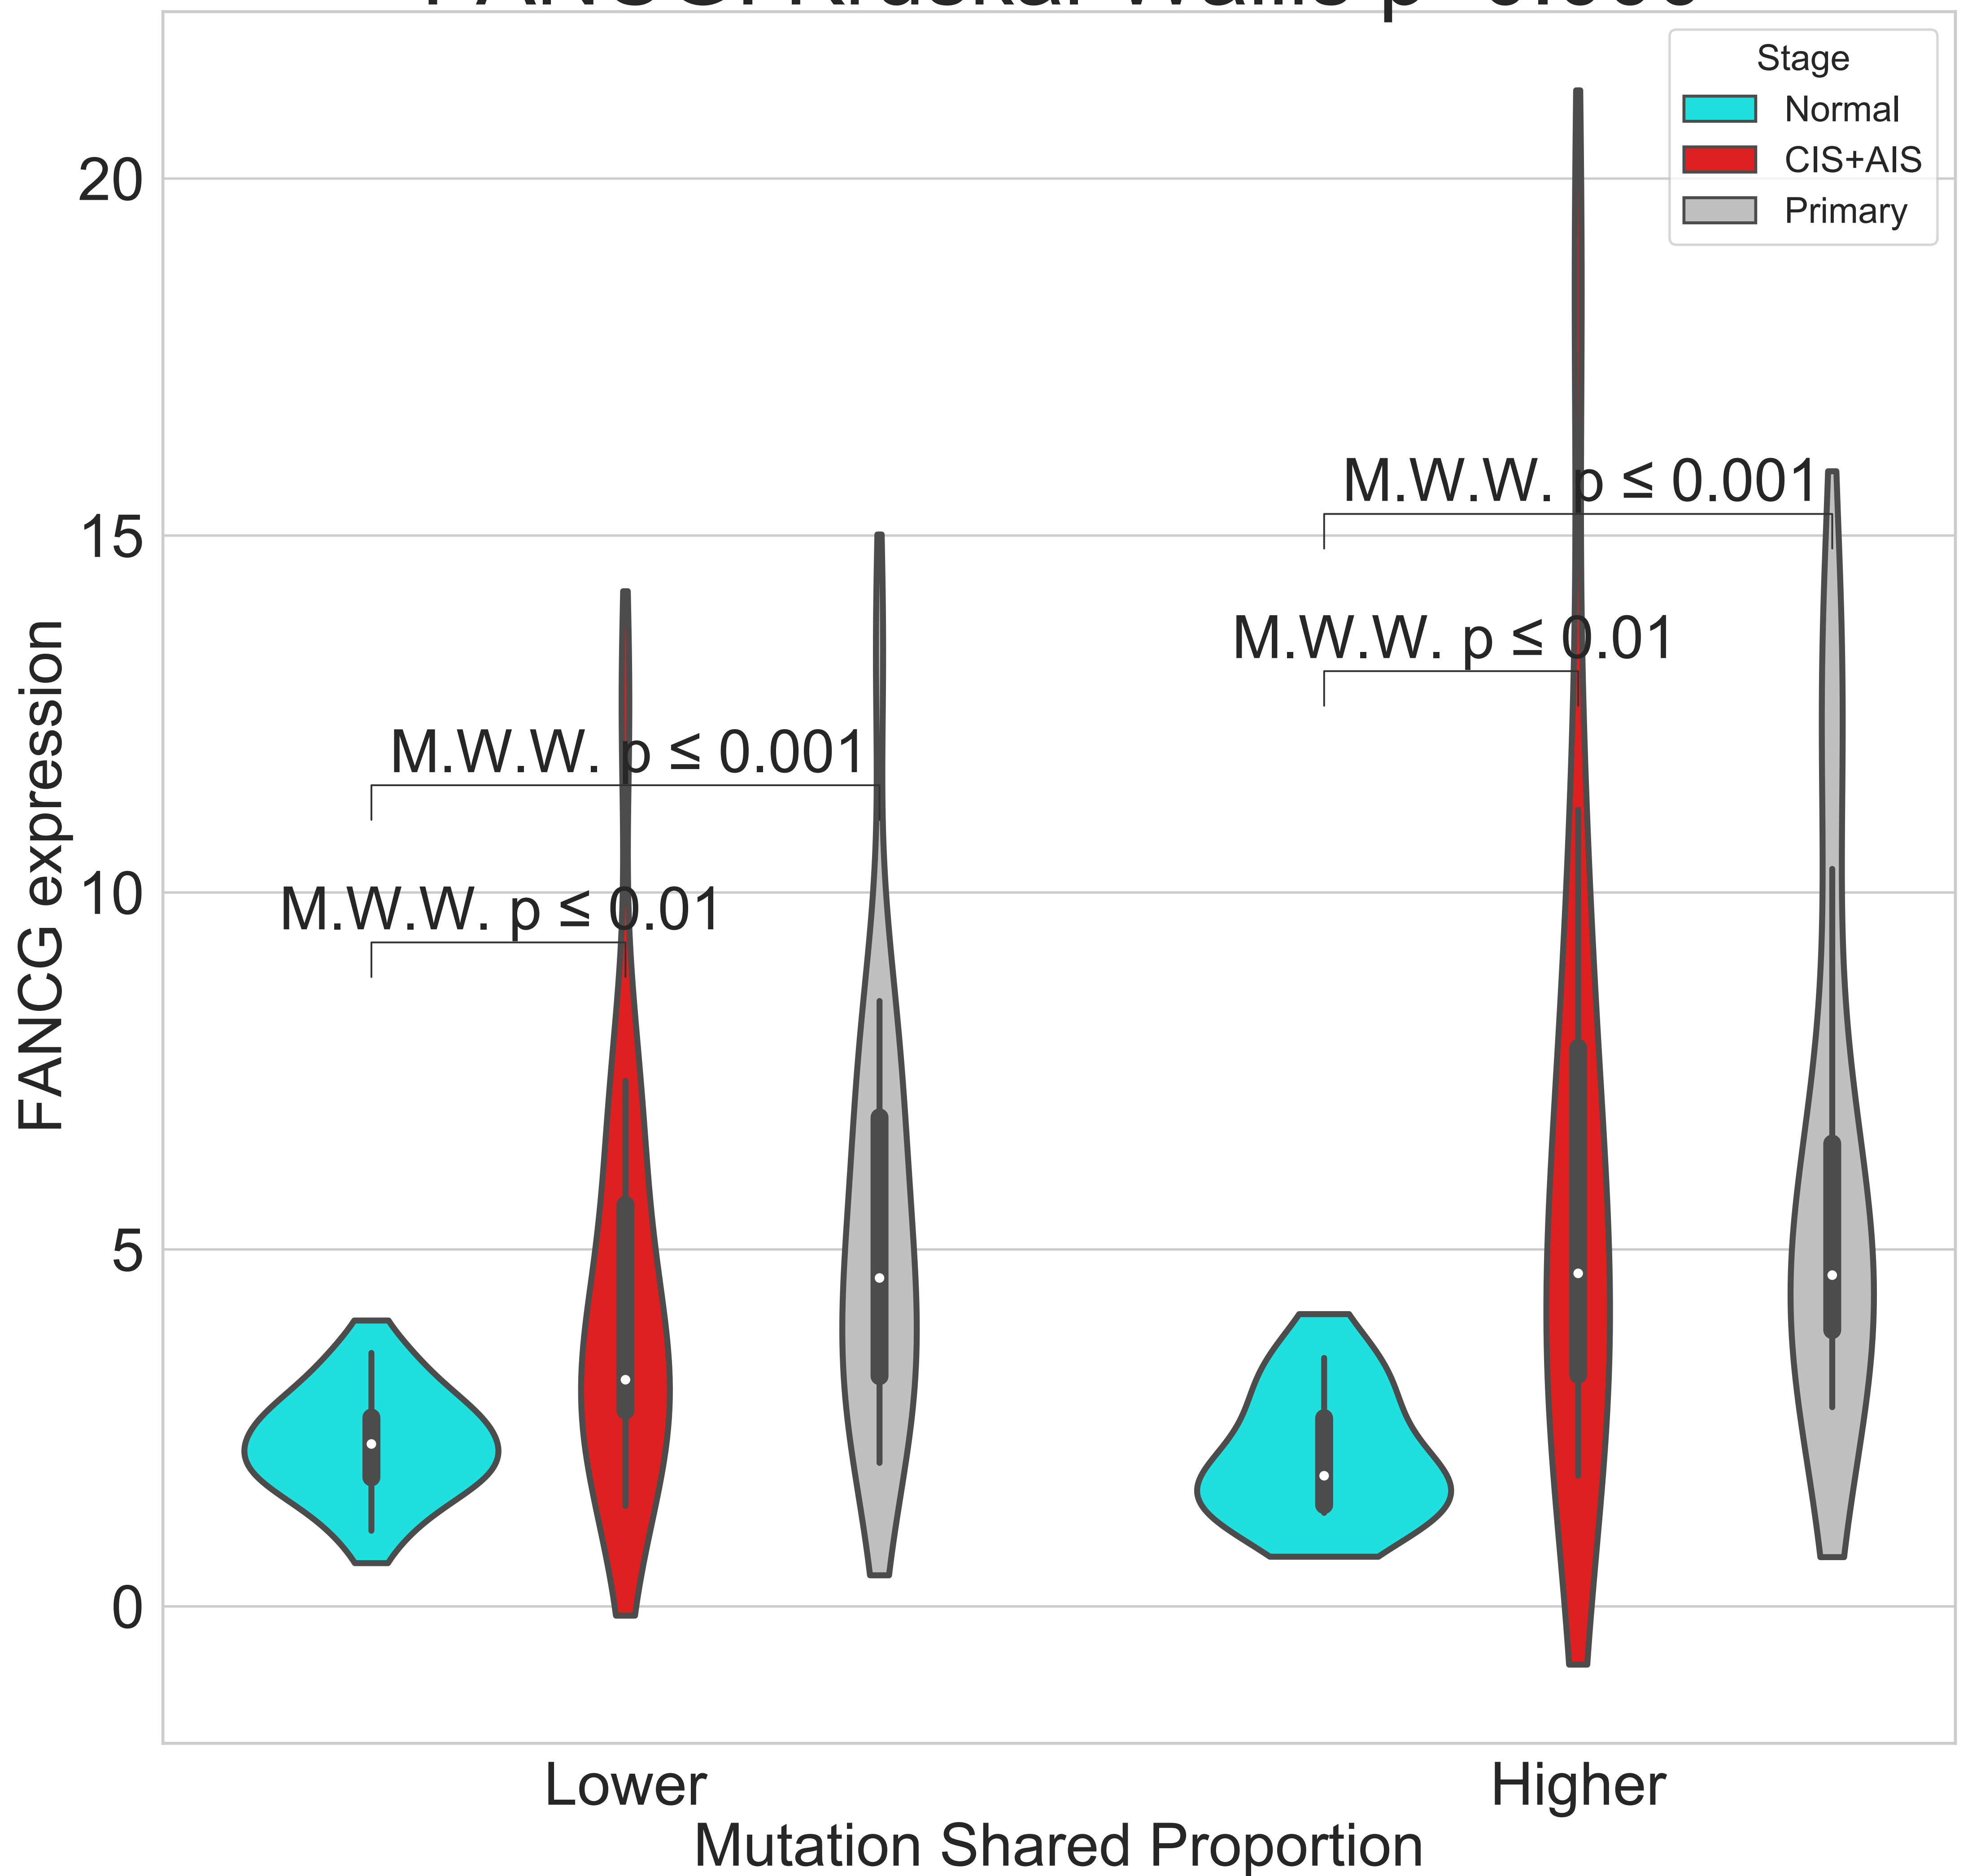 Stage
Normal
CIS+AIS
Primary
20
15
10
5
0
FANCG expression
M.W.W. p ≤ 0.001
M.W.W. p ≤ 0.01
M.W.W. p ≤ 0.001
M.W.W. p ≤ 0.01
Lower
Higher
Mutation Shared Proportion